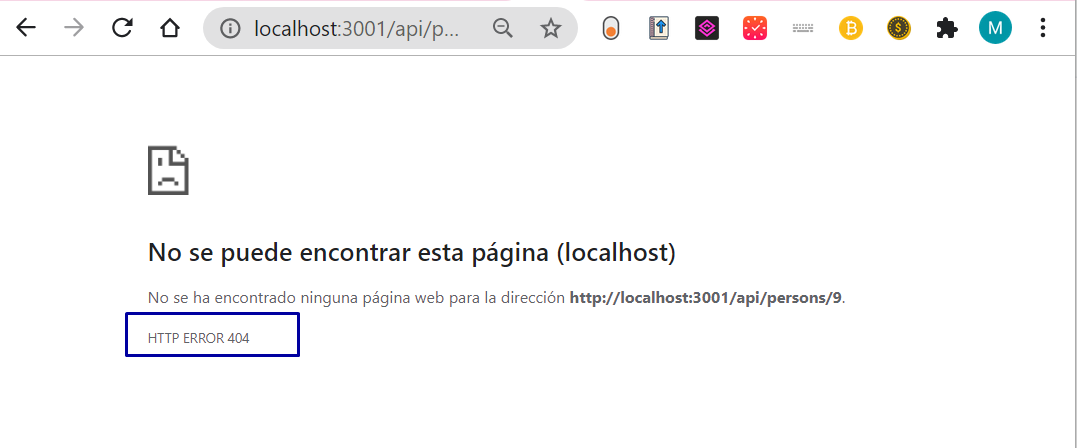 localhost:3001/api/p...
M
No se puede encontrar esta página (localhost)
No se ha encontrado ninguna página web para la dirección http://localhost:3001/api/persons/9.
HTTP ERROR 404